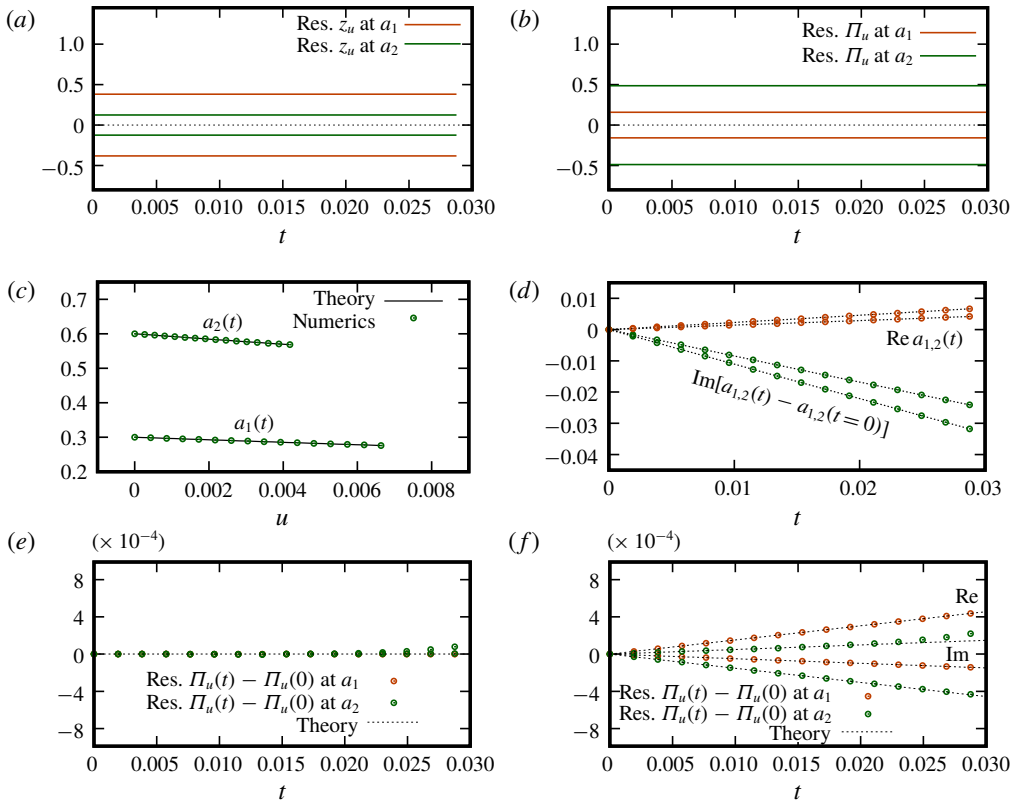 (a)
Res. z_u at a_1
Res. z_u at a_2
1.0
0.5
0
−0.5
0 0.005 0.010 0.015 0.020 0.025 0.030
t
(b)
Res. Π_u at a_1
Res. Π_u at a_2
1.0
0.5
0
−0.5
0 0.005 0.010 0.015 0.020 0.025 0.030
t
(c)
0.7
0.6
0.5
0.4
0.3
0.2
Theory
Numerics
a_2(t)
a_1(t)
0 0.002 0.004 0.006 0.008
u
(d)
0.01
0
−0.01
−0.02
−0.03
−0.04
Re a_{1,2}(t)
Im[a_{1,2}(t) − a_{1,2}(t = 0)]
0.01 0.02 0.03
t
(e)
(× 10^{−4})
8
4
0
−4
−8
Res. Π_u(t) − Π_u(0) at a_1
Res. Π_u(t) − Π_u(0) at a_2
Theory
0 0.005 0.010 0.015 0.020 0.025 0.030
t
(f)
(× 10^{−4})
8
4
0
−4
−8
Re
Im
Res. Π_u(t) − Π_u(0) at a_1
Res. Π_u(t) − Π_u(0) at a_2
Theory
0 0.005 0.010 0.015 0.020 0.025 0.030
t